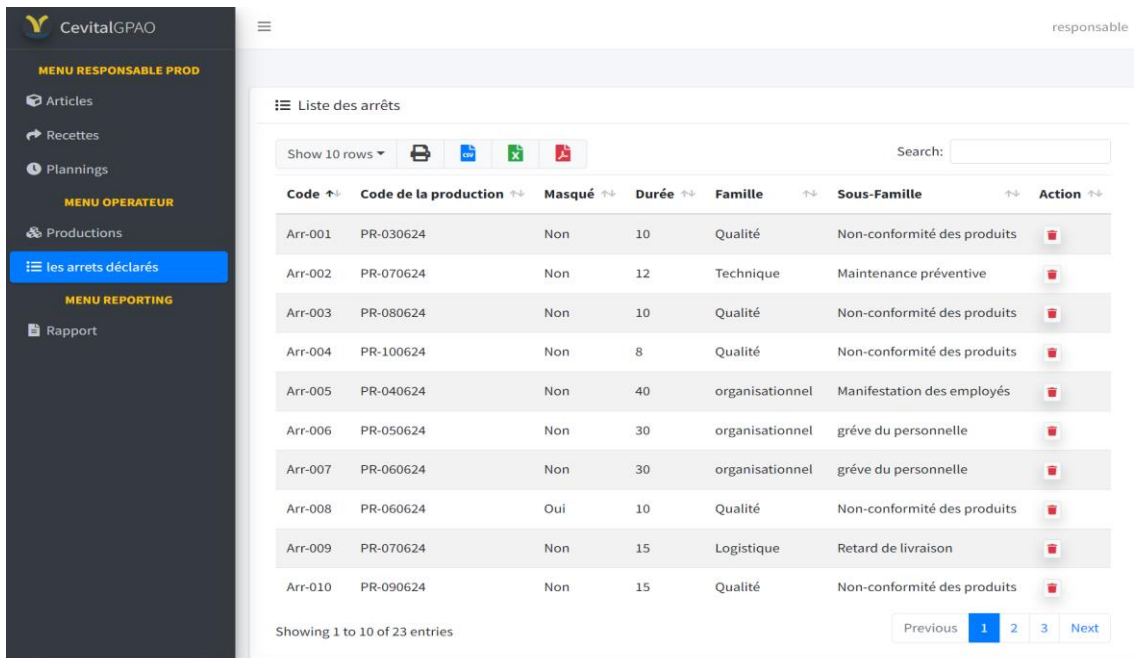 CevitalGPAO
responsable
MENU RESPONSABLE PROD
Articles
Recettes
Plannings
MENU OPERATEUR
Productions
les arrets déclarés
MENU REPORTING
Rapport
Liste des arrêts
Show 10 rows CSV Search:
Code Code de la production Masqué Durée Famille Sous-Famille Action
Arr-001 PR-030624 Non 10 Qualité Non-conformité des produits
Arr-002 PR-070624 Non 12 Technique Maintenance préventive
Arr-003 PR-080624 Non 10 Qualité Non-conformité des produits
Arr-004 PR-100624 Non 8 Qualité Non-conformité des produits
Arr-005 PR-040624 Non 40 organisationnel Manifestation des employés
Arr-006 PR-050624 Non 30 organisationnel gréve du personnelle
Arr-007 PR-060624 Non 30 organisationnel gréve du personnelle
Arr-008 PR-060624 Oui 10 Qualité Non-conformité des produits
Arr-009 PR-070624 Non 15 Logistique Retard de livraison
Arr-010 PR-090624 Non 15 Qualité Non-conformité des produits
Showing 1 to 10 of 23 entries
Previous 1 2 3 Next